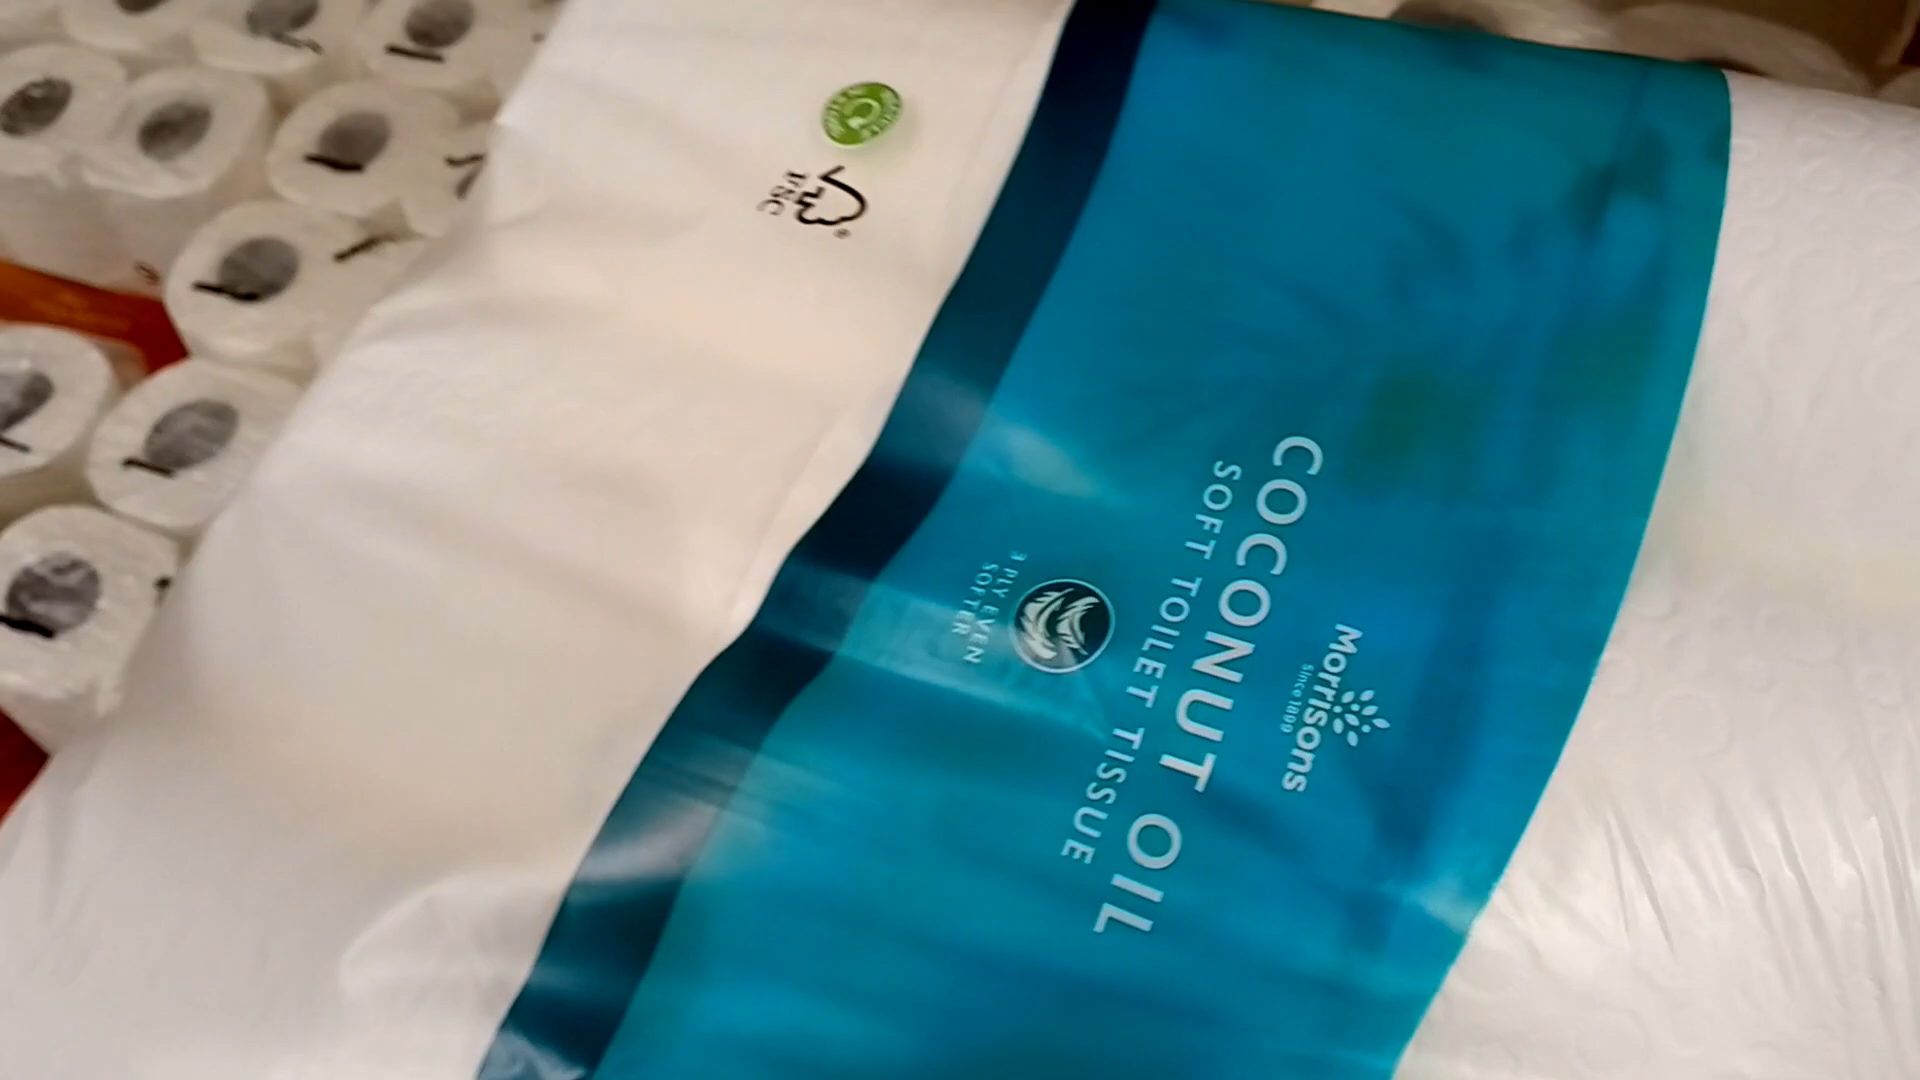 Morrisons
Since 1899
COCONUT OIL
SOFT TOILET TISSUE
3 PLY EVEN
SOFTER
FSC